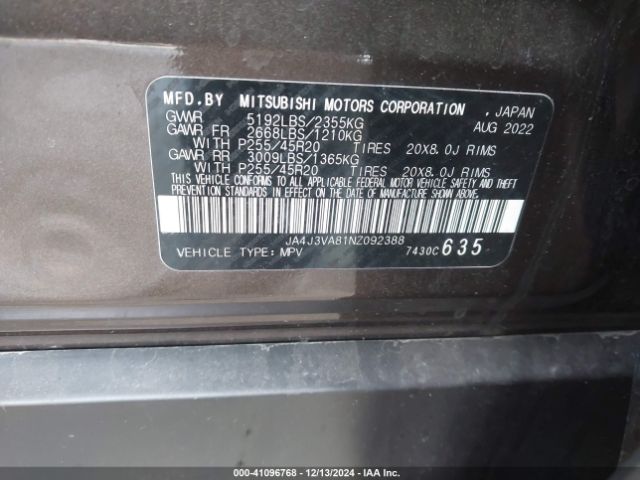 MFD.BY MITSUBISHI MOTORS CORPORATION , JAPAN
GVWR 5192LBS/2355KG AUG 2022
GAWR FR 2668LBS/1210KG
WITH P255/45R20 TIRES 20X8.0J RIMS
GAWR RR 3009LBS/1365KG
WITH P255/45R20 TIRES 20X8.0J RIMS
THIS VEHICLE CONFORMS TO ALL APPLICABLE FEDERAL MOTOR VEHICLE SAFETY AND THEFT
PREVENTION STANDARDS IN EFFECT ON THE DATE OF MANUFACTURE SHOWN ABOVE.
JA4J3VA81NZ092388
VEHICLE TYPE: MPV 7430C 635
000-41096768 - 12/13/2024 - IAA Inc.